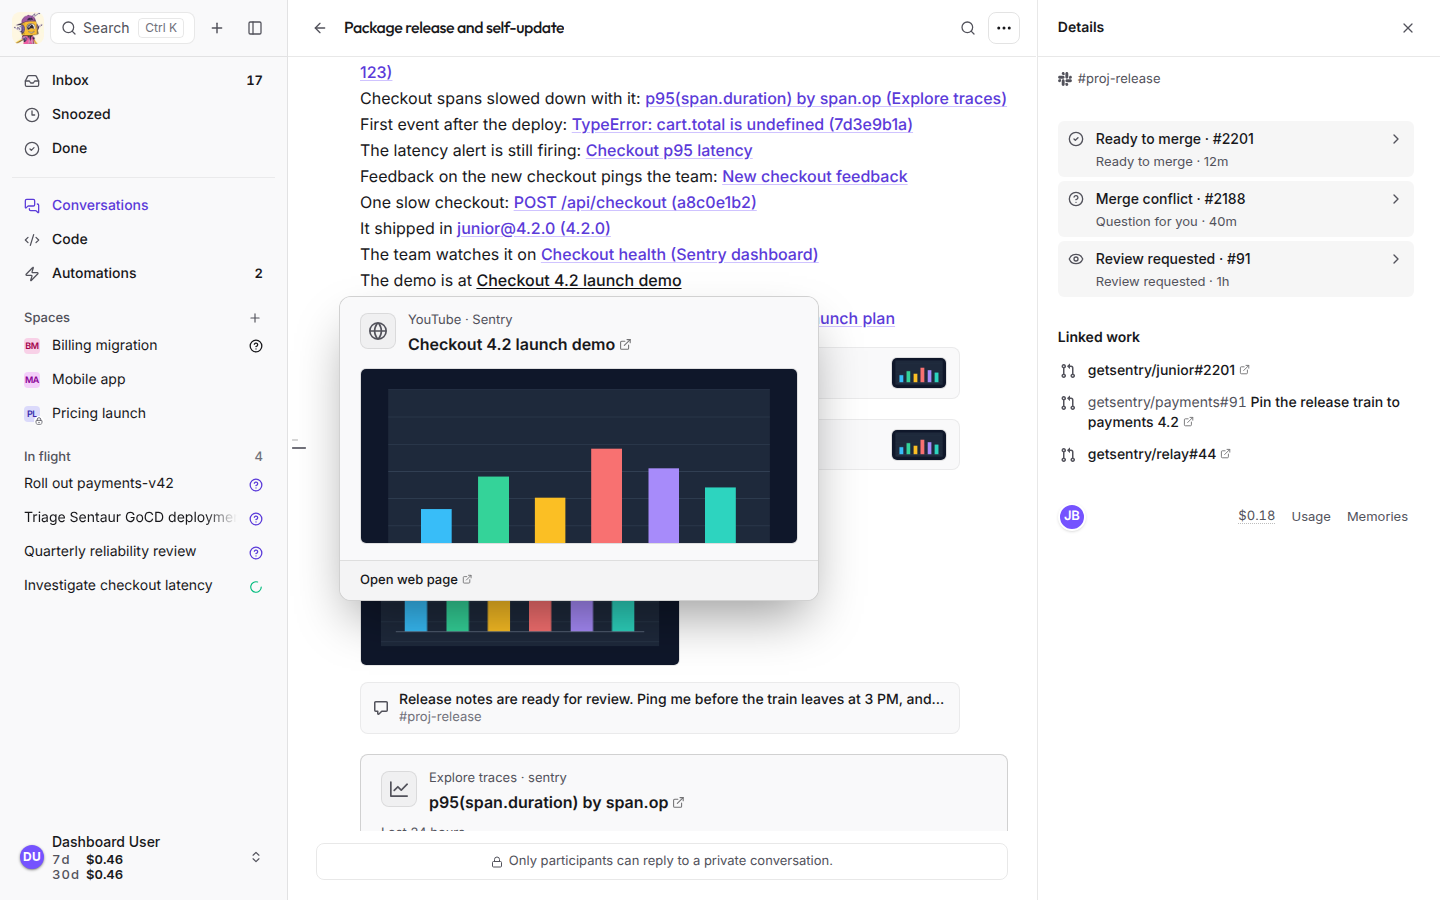 Search Ctrl K
Inbox 17
Snoozed
Done
Conversations
Code
Automations 2
Spaces
BM Billing migration
MA Mobile app
PL Pricing launch
In flight 4
Roll out payments-v42
Triage Sentaur GoCD deployme
Quarterly reliability review
Investigate checkout latency
DU Dashboard User
7d $0.46
30d $0.46
Package release and self-update
123)
Checkout spans slowed down with it: p95(span.duration) by span.op (Explore traces)
First event after the deploy: TypeError: cart.total is undefined (7d3e9b1a)
The latency alert is still firing: Checkout p95 latency
Feedback on the new checkout pings the team: New checkout feedback
One slow checkout: POST /api/checkout (a8c0e1b2)
It shipped in junior@4.2.0 (4.2.0)
The team watches it on Checkout health (Sentry dashboard)
The demo is at Checkout 4.2 launch demo
unch plan
YouTube · Sentry
Checkout 4.2 launch demo
Open web page
Release notes are ready for review. Ping me before the train leaves at 3 PM, and...
#proj-release
Explore traces · sentry
p95(span.duration) by span.op
Last 24 hours
Only participants can reply to a private conversation.
Details
#proj-release
Ready to merge · #2201
Ready to merge · 12m
Merge conflict · #2188
Question for you · 40m
Review requested · #91
Review requested · 1h
Linked work
getsentry/junior#2201
getsentry/payments#91 Pin the release train to
payments 4.2
getsentry/relay#44
JB $0.18 Usage Memories